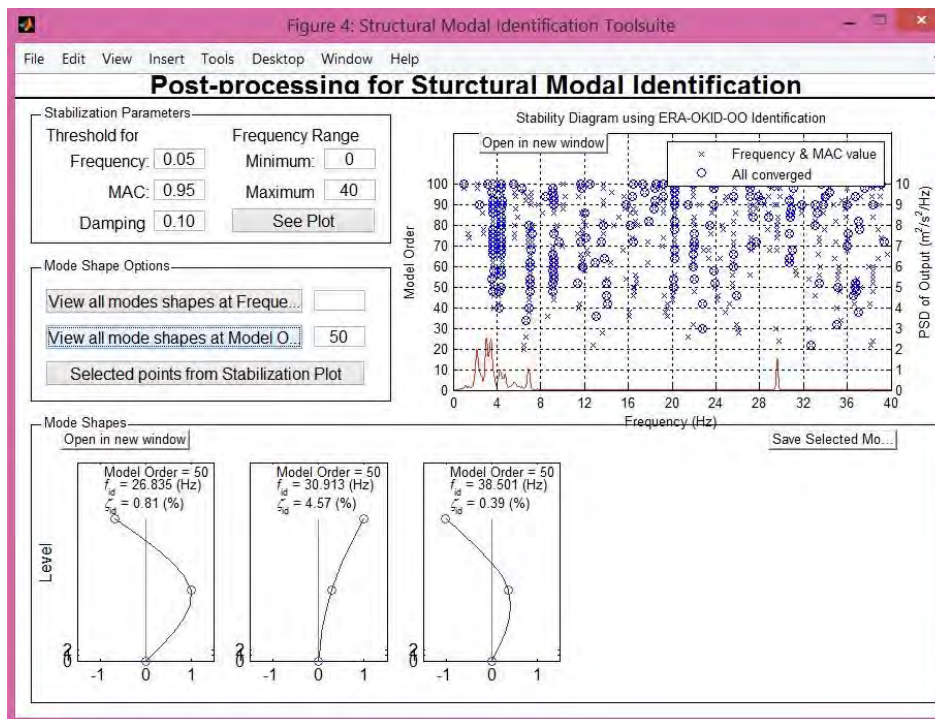 Figure 4: Structural Modal Identification Toolsuite
File Edit View Insert Tools Desktop Window Help
Post-processing for Sturctural Modal Identification
Stabilization Parameters
Threshold for
Frequency Range
Frequency: 0.05
Minimum: 0
MAC: 0.95
Maximum 40
Damping 0.10
See Plot
Mode Shape Options
View all modes shapes at Freque...
View all mode shapes at Model O... 50
Selected points from Stabilization Plot
Stability Diagram using ERA-OKID-OO Identification
Open in new window
Frequency & MAC value
All converged
Model Order
100
90
80
70
60
50
40
30
20
10
0
0 4 8 12 16 20 24 28 32 36 40
Frequency (Hz)
10
9
8
7
6
5
4
3
2
1
0
PSD of Output (m²/s/Hz)
Mode Shapes
Open in new window
Save Selected Mo...
Level
Model Order = 50
f_id = 26.835 (Hz)
ζ_id = 0.81 (%)
-1 0 1
Model Order = 50
f_id = 30.913 (Hz)
ζ_id = 4.57 (%)
-1 0 1
Model Order = 50
f_id = 38.501 (Hz)
ζ_id = 0.39 (%)
-1 0 1